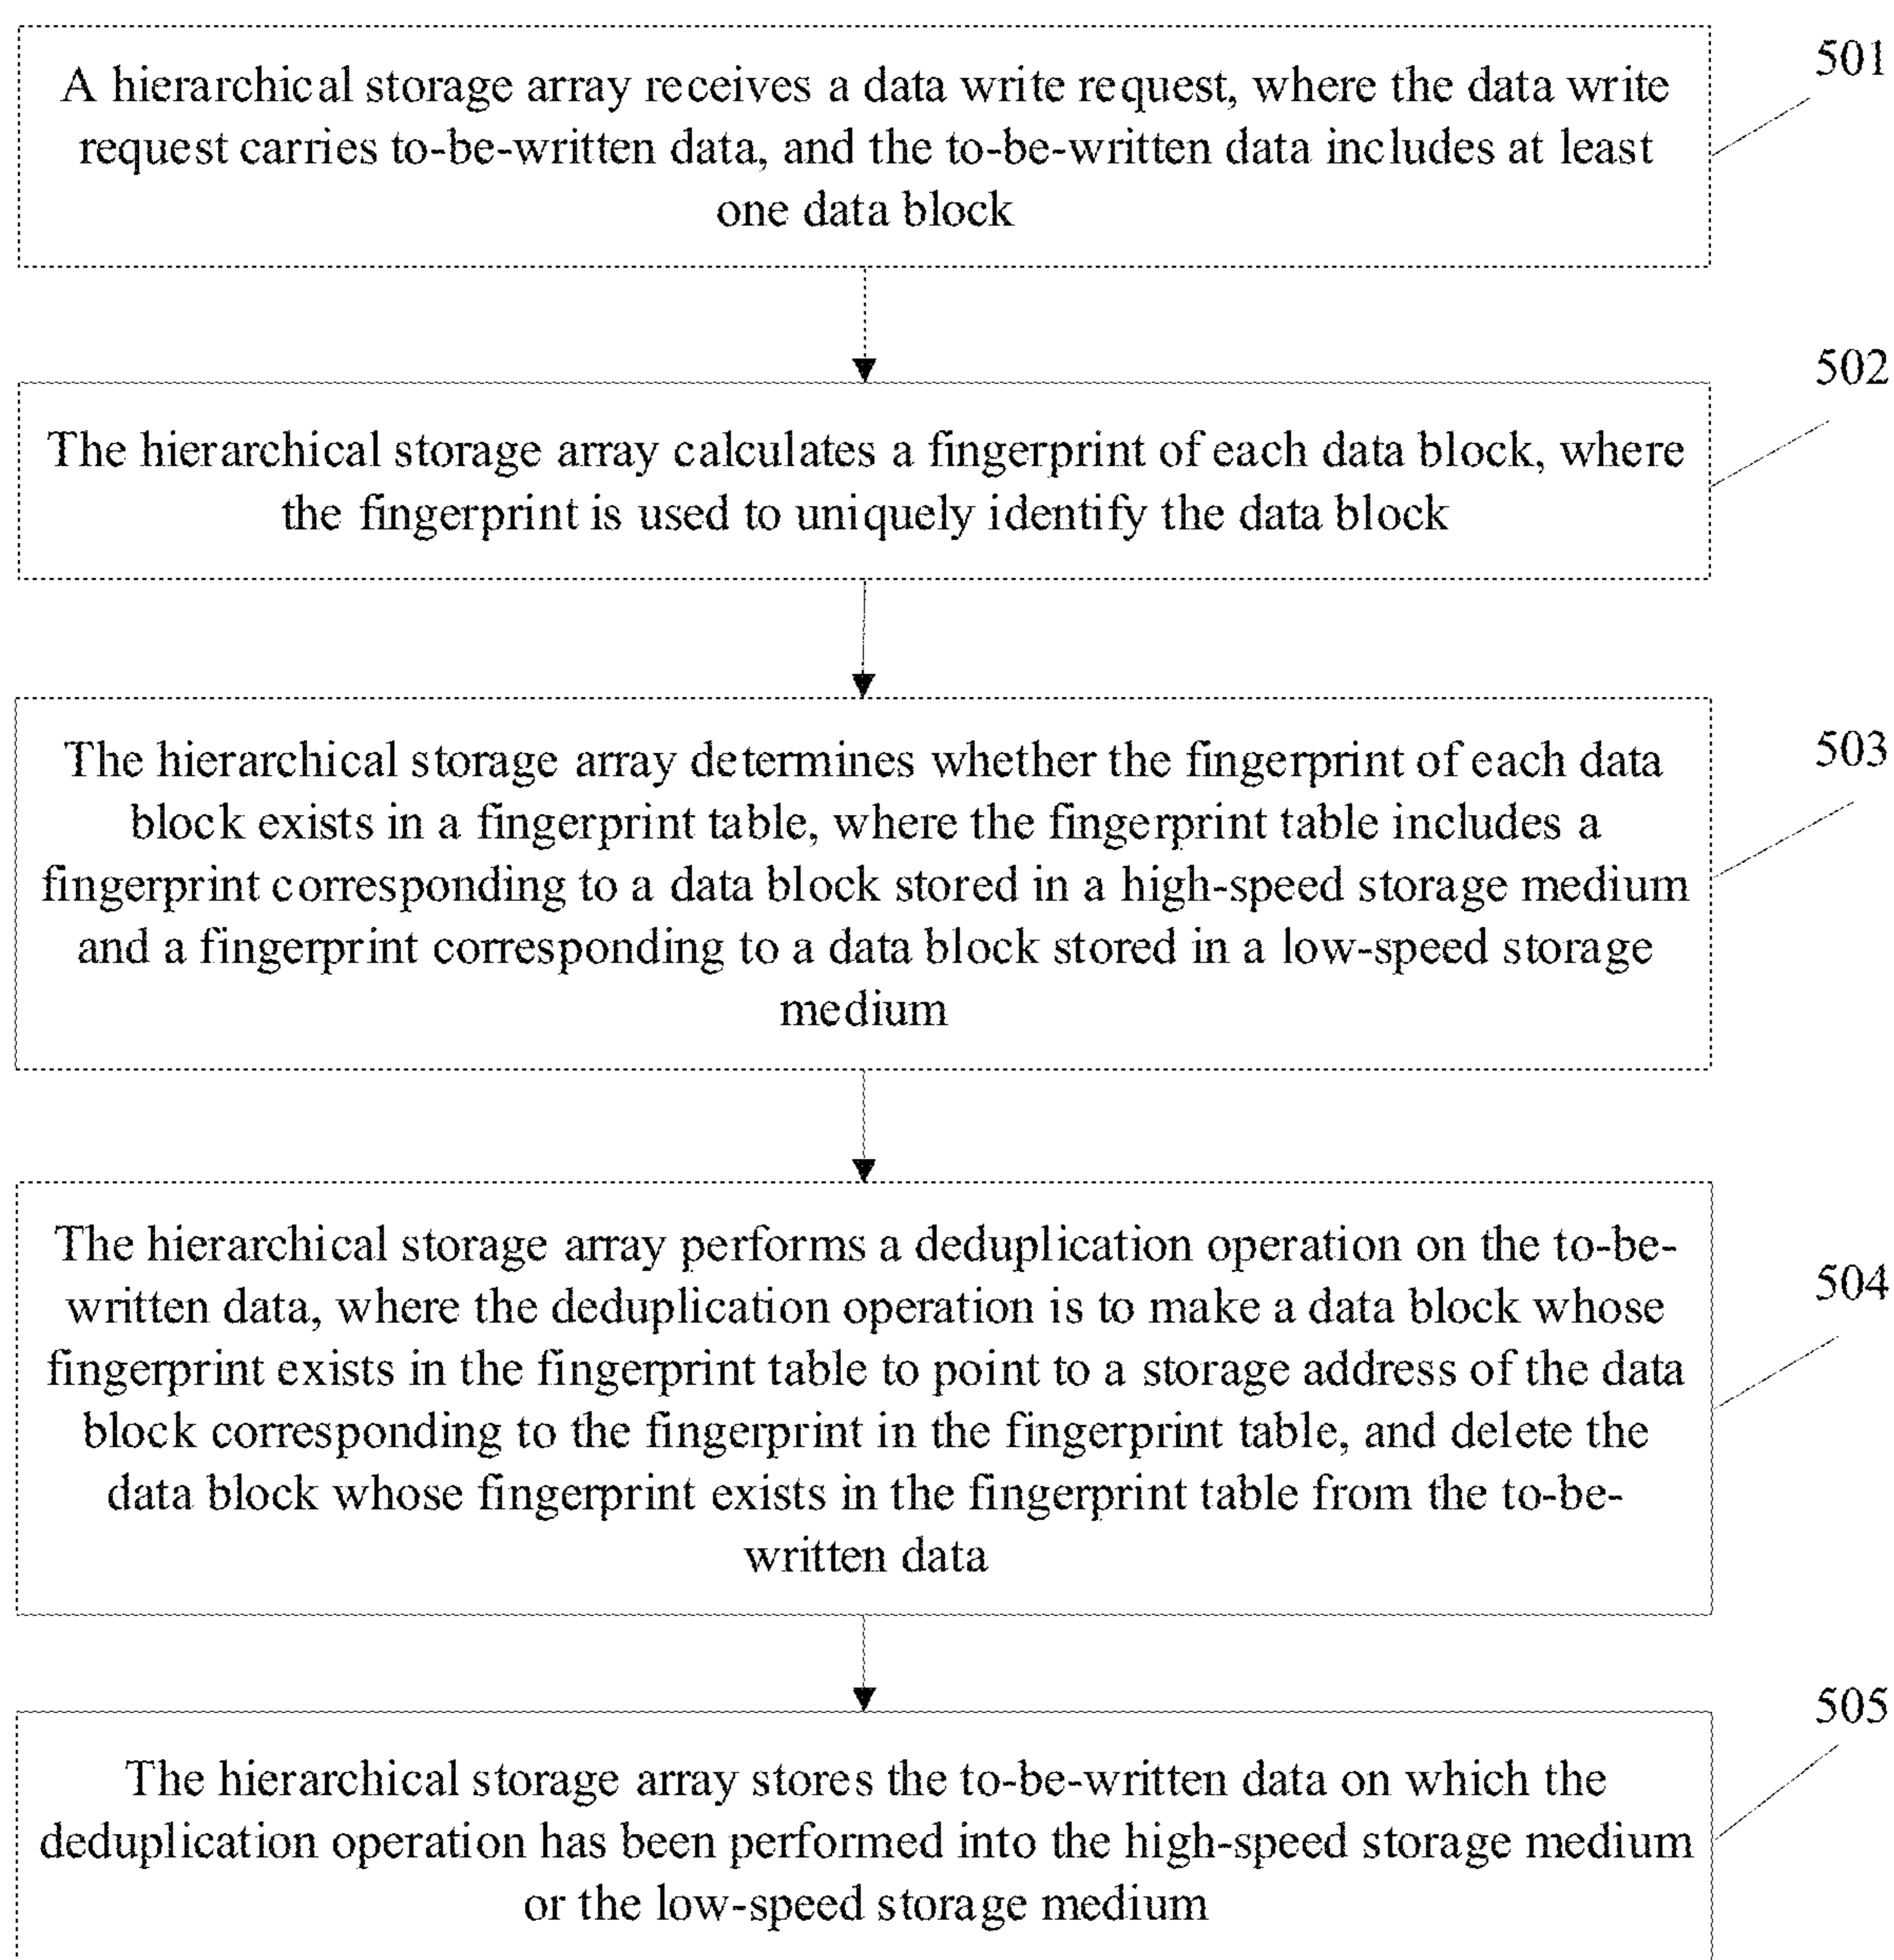 501
A hierarchical storage array receives a data write request, where the data write
request carries to-be-written data, and the to-be-written data includes at least
one data block
502
The hierarchical storage array calculates a fingerprint of each data block, where
the fingerprint is used to uniquely identify the data block
503
The hierarchical storage array determines whether the fingerprint of each data
block exists in a fingerprint table, where the fingerprint table includes a
fingerprint corresponding to a data block stored in a high-speed storage medium
and a fingerprint corresponding to a data block stored in a low-speed storage
medium
504
The hierarchical storage array performs a deduplication operation on the to-be-
written data, where the deduplication operation is to make a data block whose
fingerprint exists in the fingerprint table to point to a storage address of the data
block corresponding to the fingerprint in the fingerprint table, and delete the
data block whose fingerprint exists in the fingerprint table from the to-be-
written data
505
The hierarchical storage array stores the to-be-written data on which the
deduplication operation has been performed into the high-speed storage medium
or the low-speed storage medium